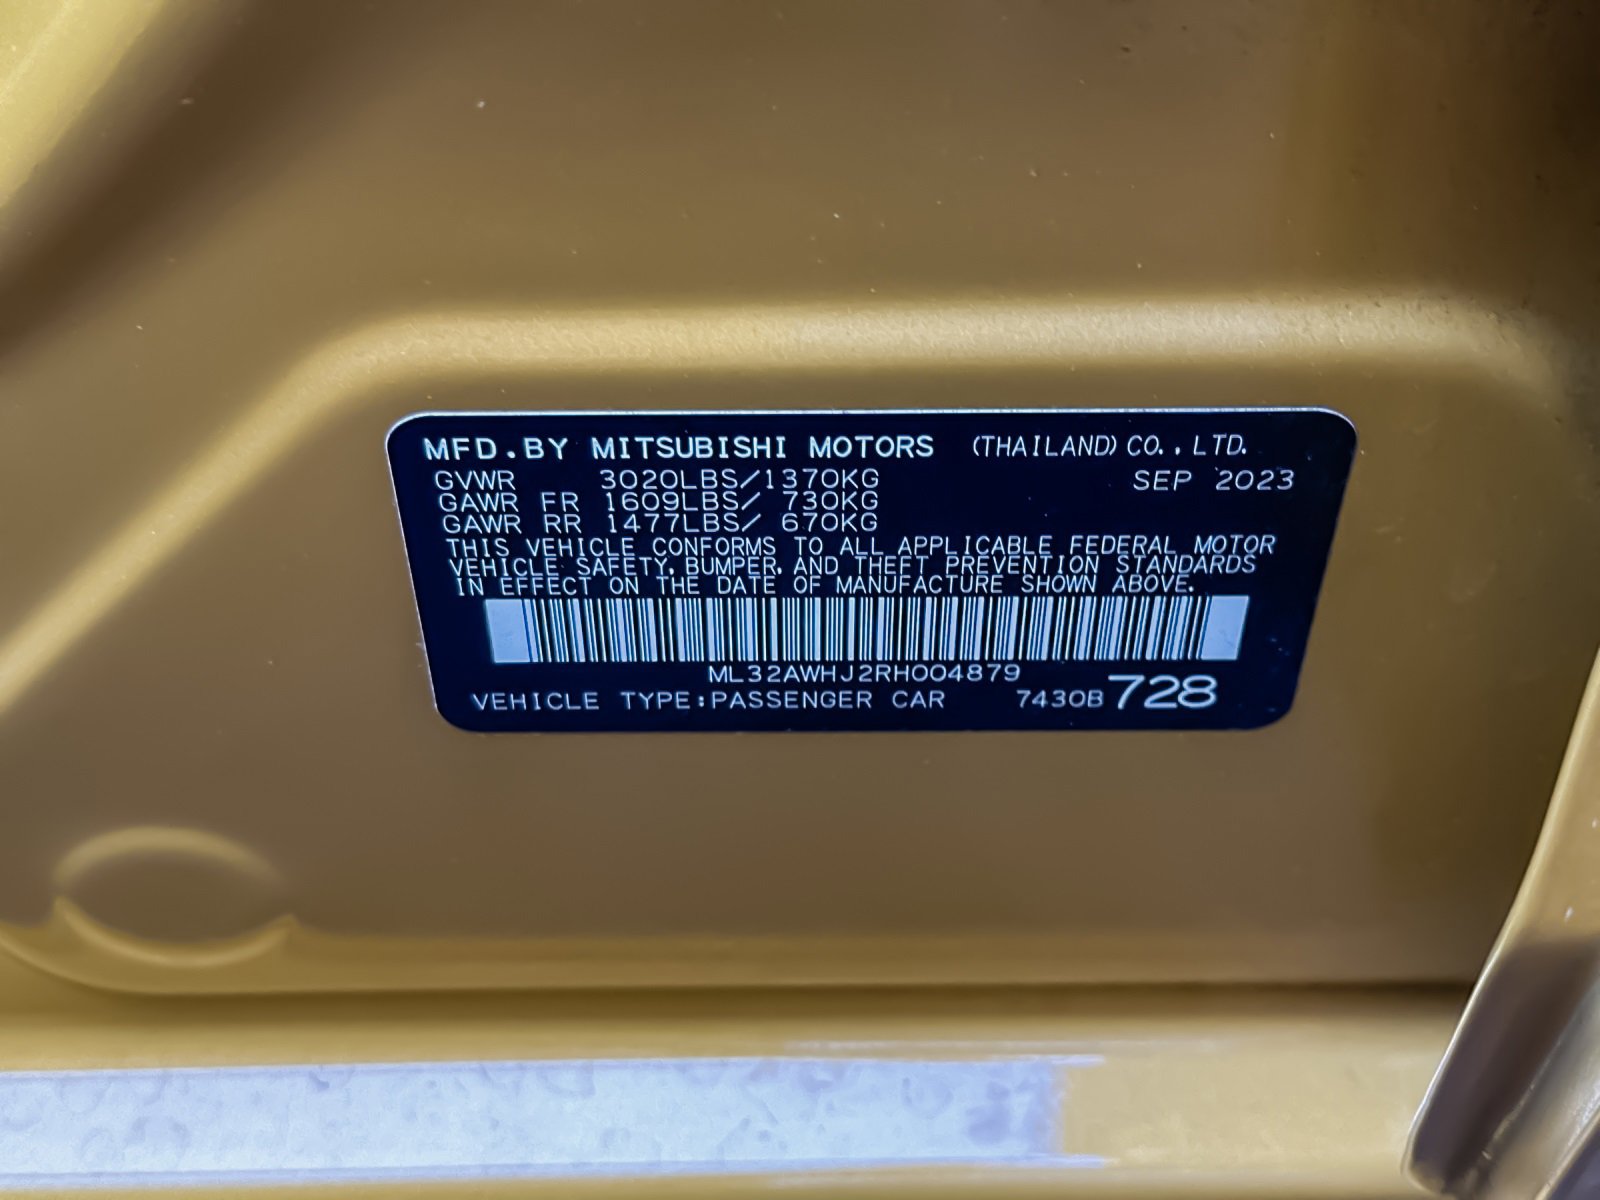 MFD.BY MITSUBISHI MOTORS (THAILAND) CO., LTD.
GVWR 3020LBS/1370KG SEP 2023
GAWR FR 1609LBS/ 730KG
GAWR RR 1477LBS/ 670KG
THIS VEHICLE CONFORMS TO ALL APPLICABLE FEDERAL MOTOR
VEHICLE SAFETY, BUMPER, AND THEFT PREVENTION STANDARDS
IN EFFECT ON THE DATE OF MANUFACTURE SHOWN ABOVE.
ML32AWHJ2RH004879
VEHICLE TYPE:PASSENGER CAR 7430B 728